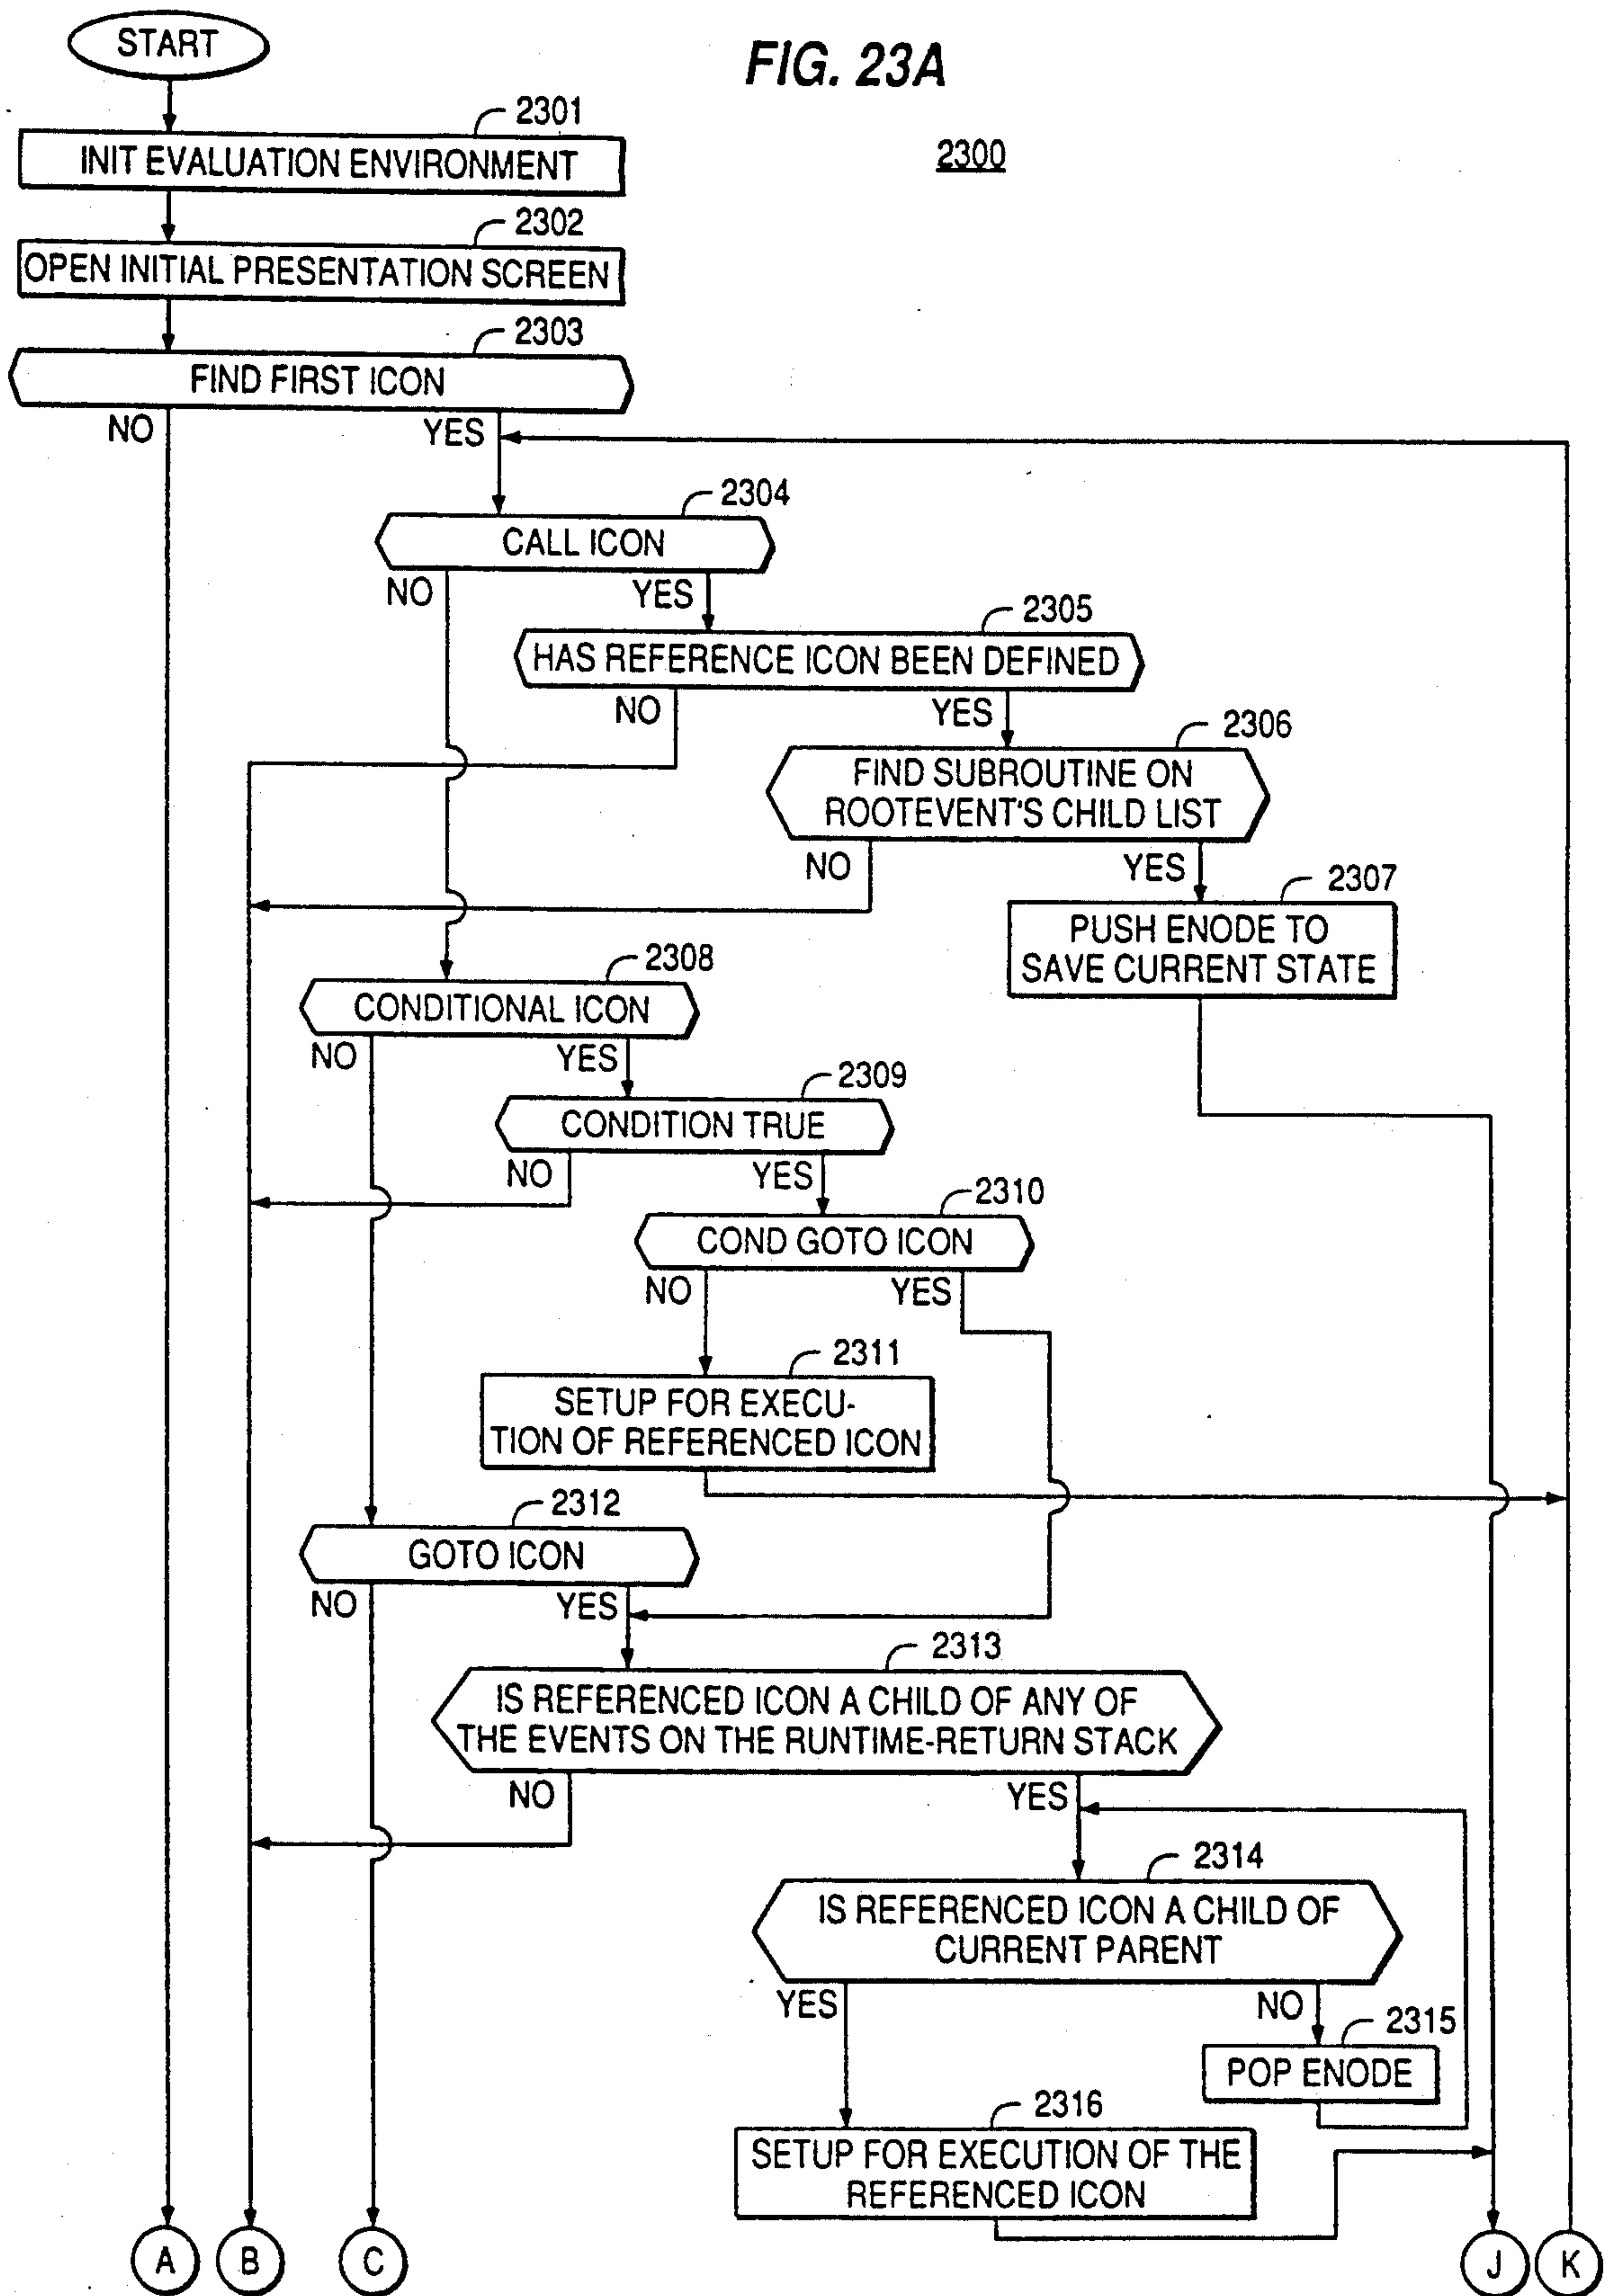 START
FIG. 23A
2300
2301
INIT EVALUATION ENVIRONMENT
2302
OPEN INITIAL PRESENTATION SCREEN
2303
FIND FIRST ICON
NO
YES
2304
CALL ICON
NO
YES
2305
HAS REFERENCE ICON BEEN DEFINED
NO
YES
2306
FIND SUBROUTINE ON
ROOTEVENT'S CHILD LIST
NO
YES
2307
PUSH ENODE TO
SAVE CURRENT STATE
2308
CONDITIONAL ICON
NO
YES
2309
CONDITION TRUE
NO
YES
2310
COND GOTO ICON
NO
YES
2311
SETUP FOR EXECU-
TION OF REFERENCED ICON
2312
GOTO ICON
NO
YES
2313
IS REFERENCED ICON A CHILD OF ANY OF
THE EVENTS ON THE RUNTIME-RETURN STACK
NO
YES
2314
IS REFERENCED ICON A CHILD OF
CURRENT PARENT
YES
NO
2315
POP ENODE
2316
SETUP FOR EXECUTION OF THE
REFERENCED ICON
A
B
C
J
K